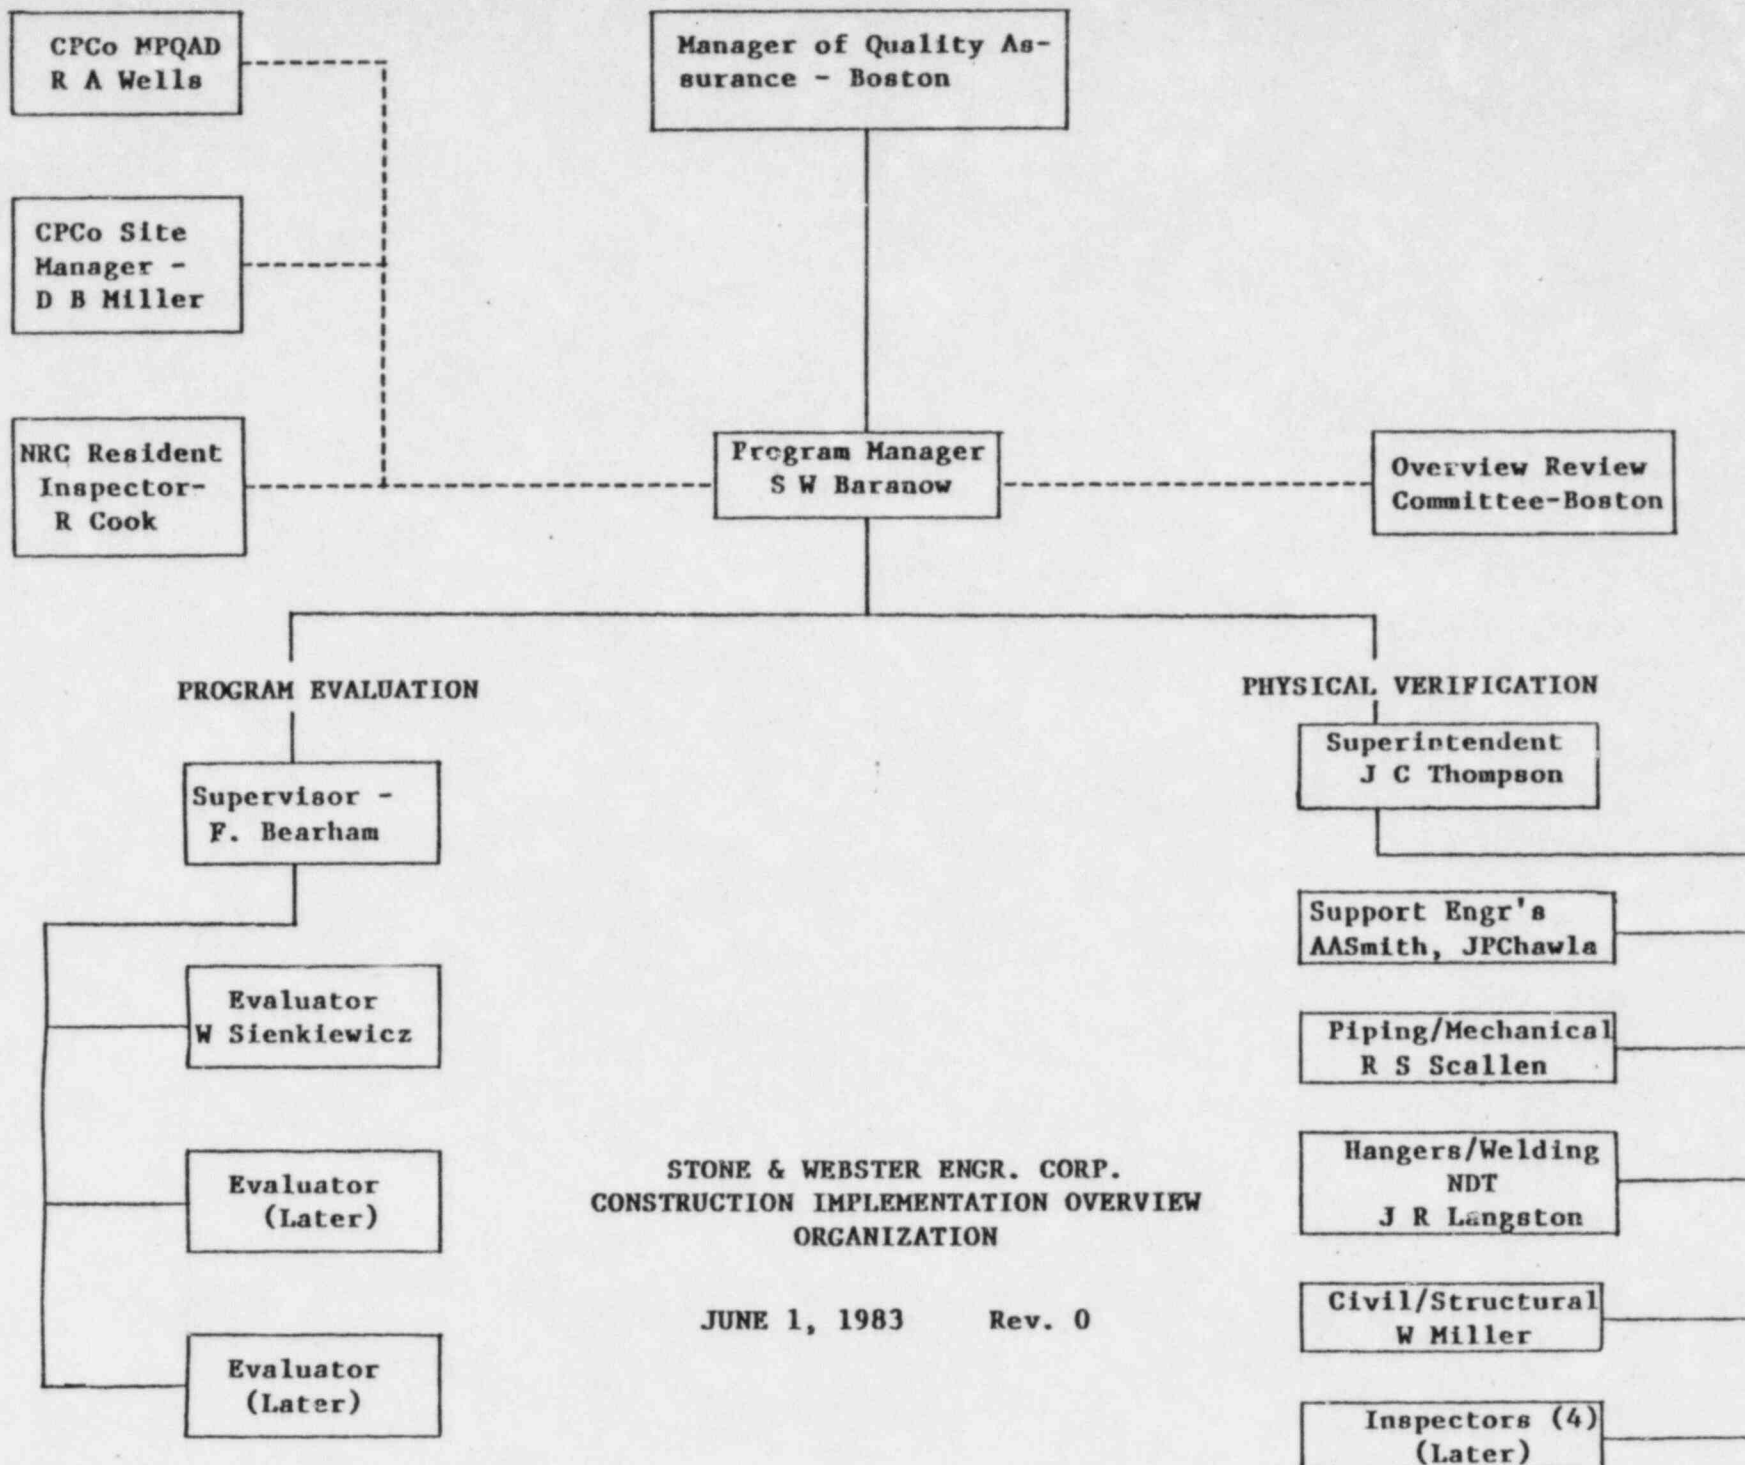 CPCo MPQAD
R A Wells
Manager of Quality As-
surance - Boston
CPCo Site
Manager -
D B Miller
NRC Resident
Inspector-
R Cook
Program Manager
S W Baranow
Overview Review
Committee-Boston
PROGRAM EVALUATION
PHYSICAL VERIFICATION
Supervisor -
F. Bearham
Superintendent
J C Thompson
Evaluator
W Sienkiewicz
Evaluator
(Later)
Evaluator
(Later)
Support Engr's
AASmith, JPChawla
Piping/Mechanical
R S Scallen
Hangers/Welding
NDT
J R Langston
Civil/Structural
W Miller
Inspectors (4)
(Later)
STONE & WEBSTER ENGR. CORP.
CONSTRUCTION IMPLEMENTATION OVERVIEW
ORGANIZATION
JUNE 1, 1983 Rev. 0